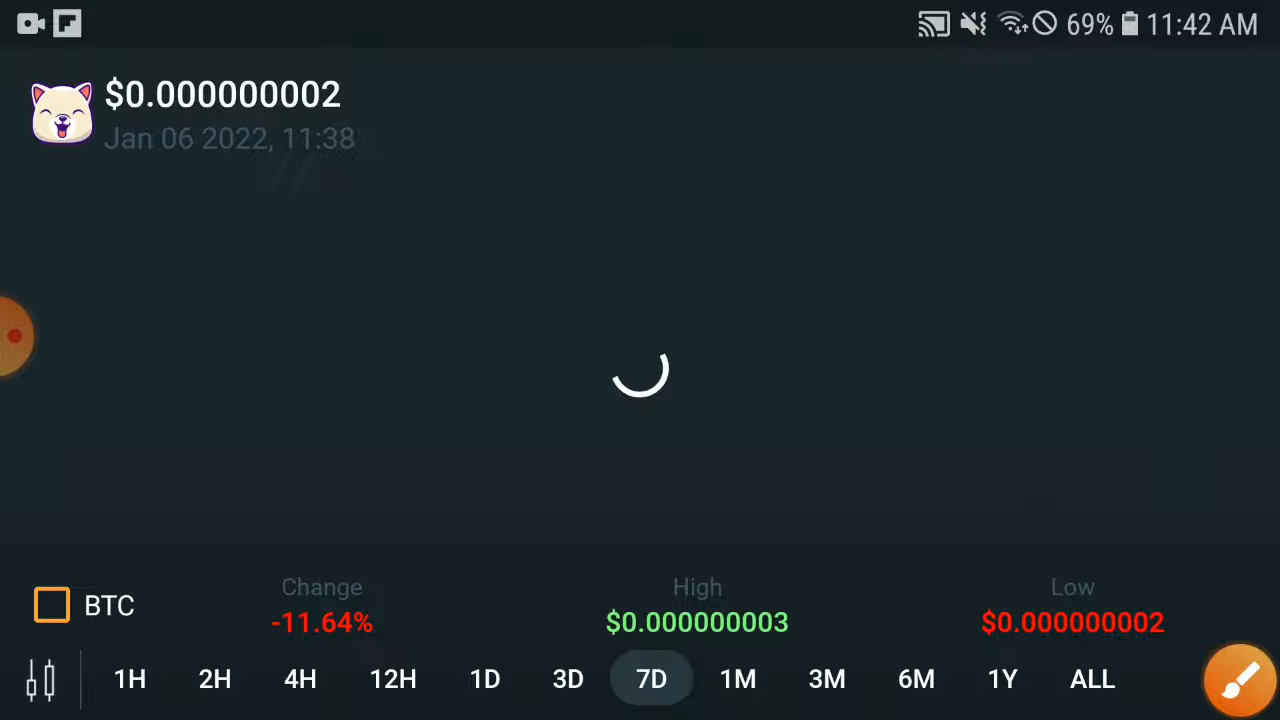 69% 11:42 AM
$0.000000002
Jan 06 2022, 11:38
BTC
Change
-11.64%
High
$0.000000003
Low
$0.000000002
1H 2H 4H 12H 1D 3D 7D 1M 3M 6M 1Y ALL